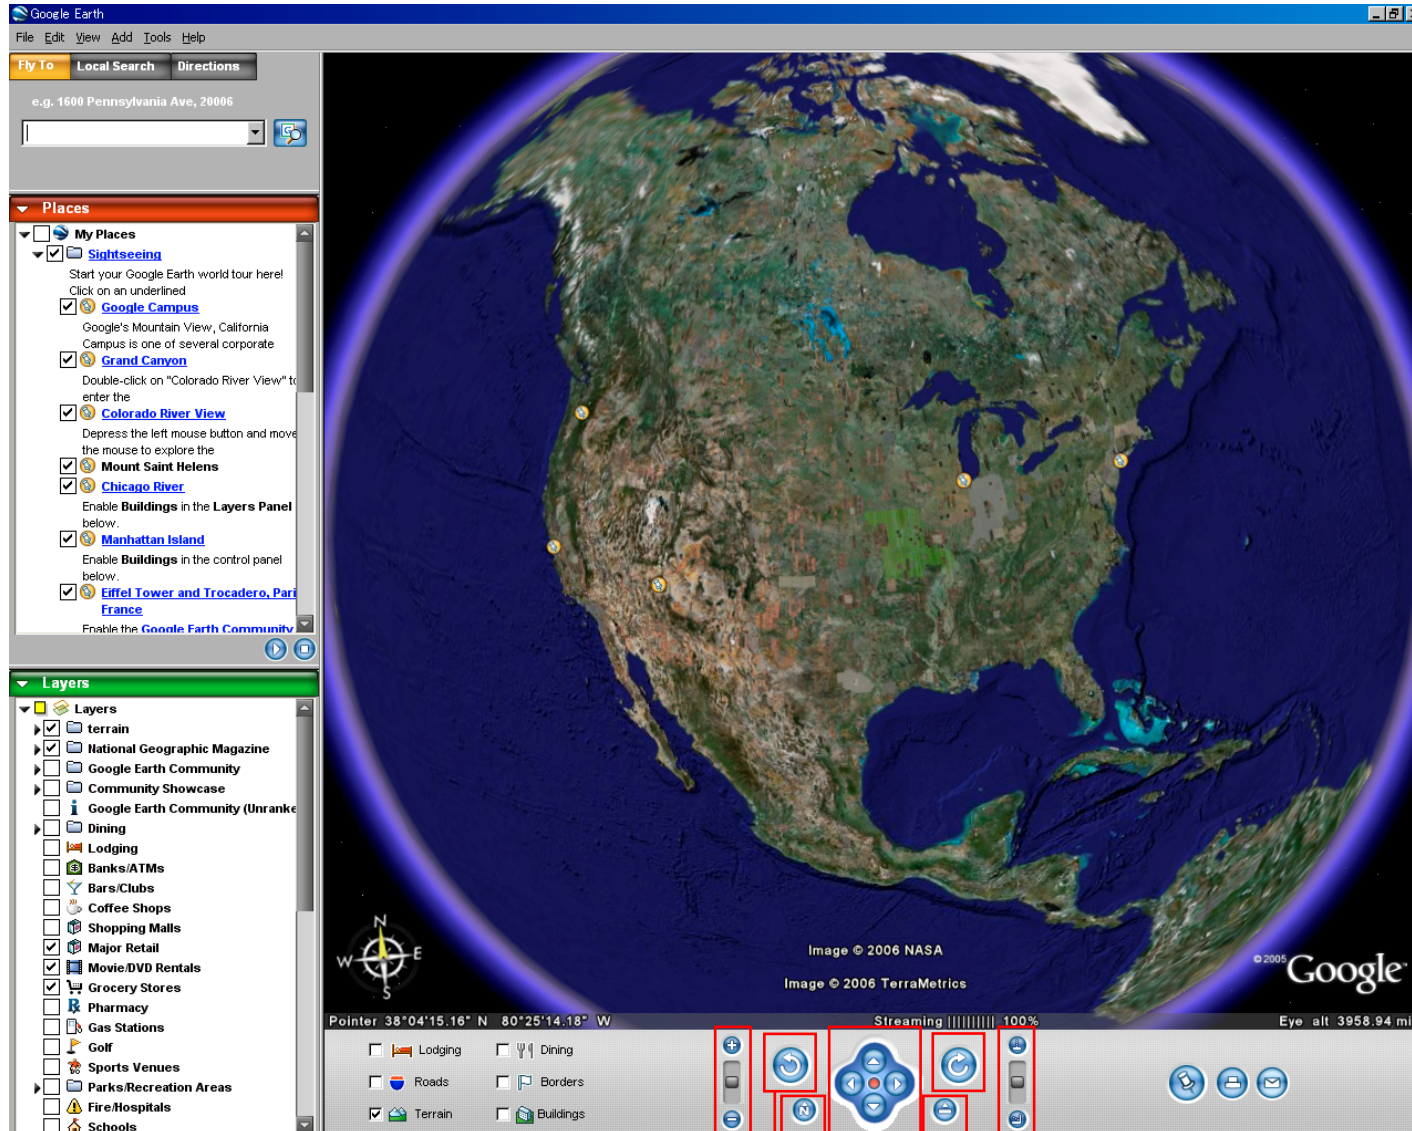 Google Earth
File Edit View Add Tools Help
Fly To Local Search Directions
e.g. 1600 Pennsylvania Ave, 20006
Places
My Places
Sightseeing
Start your Google Earth world tour here!
Click on an underlined
Google Campus
Google's Mountain View, California
Campus is one of several corporate
Grand Canyon
Double-click on "Colorado River View" to
enter the
Colorado River View
Depress the left mouse button and move
the mouse to explore the
Mount Saint Helens
Chicago River
Enable Buildings in the Layers Panel
below.
Manhattan Island
Enable Buildings in the control panel
below.
Eiffel Tower and Trocadero, Pari
France
Enable the Google Earth Community
Layers
Layers
terrain
National Geographic Magazine
Google Earth Community
Community Showcase
Google Earth Community (Unranke
Dining
Lodging
Banks/ATMs
Bars/Clubs
Coffee Shops
Shopping Malls
Major Retail
Movie/DVD Rentals
Grocery Stores
Pharmacy
Gas Stations
Golf
Sports Venues
Parks/Recreation Areas
Fire/Hospitals
Schools
N
W E
S
Image © 2006 NASA
Image © 2006 TerraMetrics
©2005 Google
Pointer 38°04'15.16" N 80°25'14.18" W Streaming |||||||||| 100% Eye alt 3958.94 mi
Lodging Dining
Roads Borders
Terrain Buildings
N